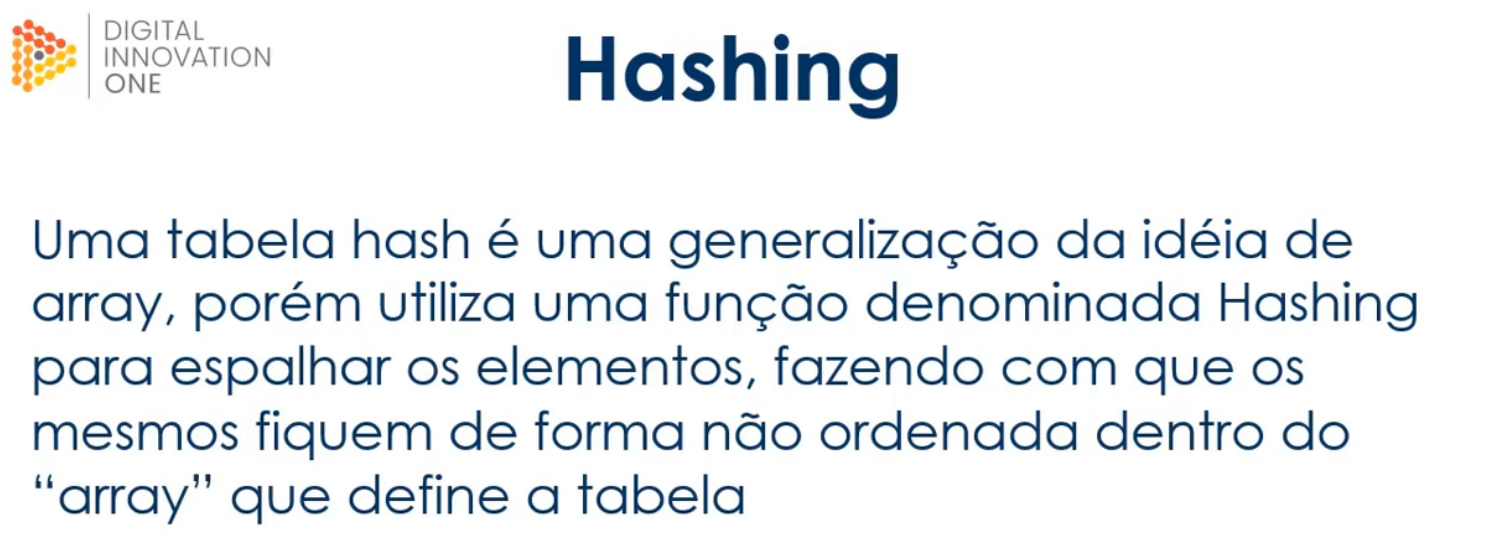 DIGITAL
INNOVATION
ONE
Hashing
Uma tabela hash é uma generalização da idéia de
array, porém utiliza uma função denominada Hashing
para espalhar os elementos, fazendo com que os
mesmos fiquem de forma não ordenada dentro do
“array” que define a tabela